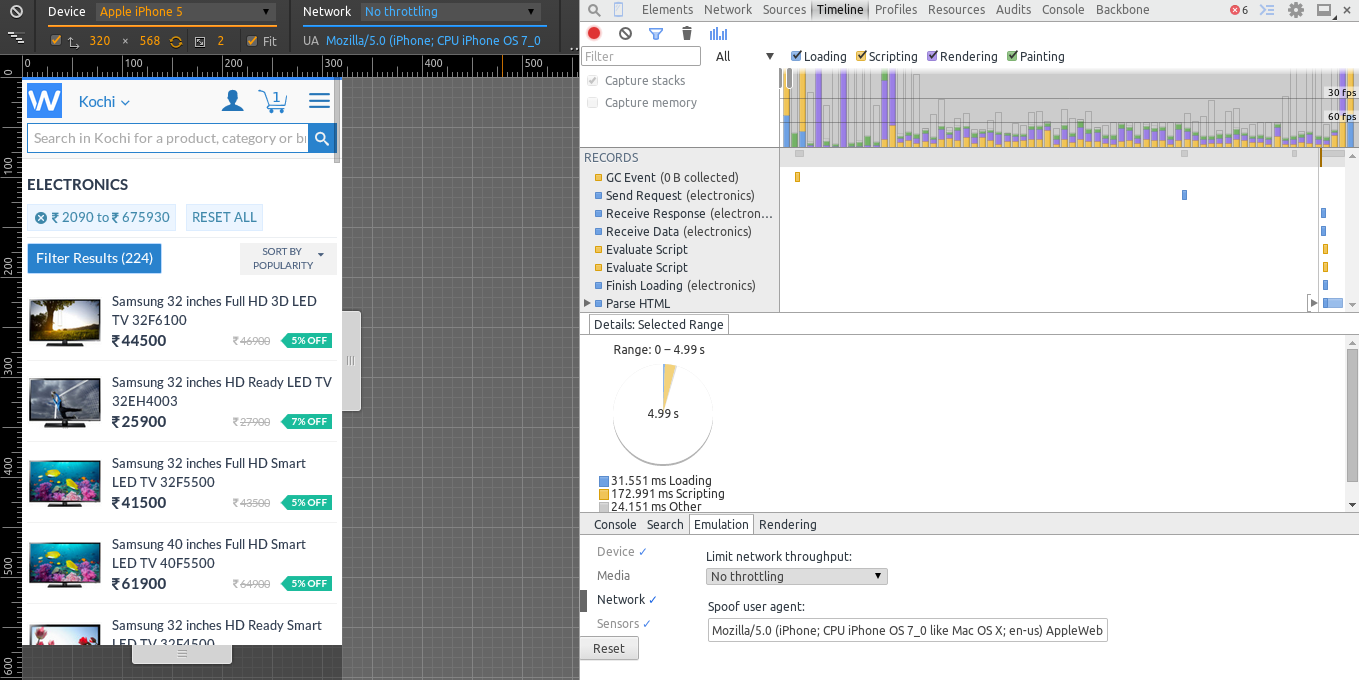 Device Apple iPhone 5 Network No throttling
320 × 568 2 Fit UA Mozilla/5.0 (iPhone; CPU iPhone OS 7_0 ...
0 100 200 300 400 500
0
100
200
300
400
500
600
W Kochi 1
Search in Kochi for a product, category or bı
ELECTRONICS
₹ 2090 to ₹ 675930 RESET ALL
Filter Results (224) SORT BY
POPULARITY
Samsung 32 inches Full HD 3D LED
TV 32F6100
₹44500 ₹46900 5% OFF
Samsung 32 inches HD Ready LED TV
32EH4003
₹25900 ₹27900 7% OFF
Samsung 32 inches Full HD Smart
LED TV 32F5500
₹41500 ₹43500 5% OFF
Samsung 40 inches Full HD Smart
LED TV 40F5500
₹61900 ₹64900 5% OFF
Samsung 32 inches HD Ready Smart
LED TV 32F4500
Elements Network Sources Timeline Profiles Resources Audits Console Backbone 6
Filter All Loading Scripting Rendering Painting
Capture stacks
Capture memory
30 fps
60 fps
RECORDS
GC Event (0 B collected)
Send Request (electronics)
Receive Response (electron...
Receive Data (electronics)
Evaluate Script
Evaluate Script
Finish Loading (electronics)
Parse HTML
Details: Selected Range
Range: 0 – 4.99 s
4.99 s
31.551 ms Loading
172.991 ms Scripting
24.151 ms Other
Console Search Emulation Rendering
Device ✓
Media
Network ✓
Sensors ✓
Reset
Limit network throughput:
No throttling
Spoof user agent:
Mozilla/5.0 (iPhone; CPU iPhone OS 7_0 like Mac OS X; en-us) AppleWeb